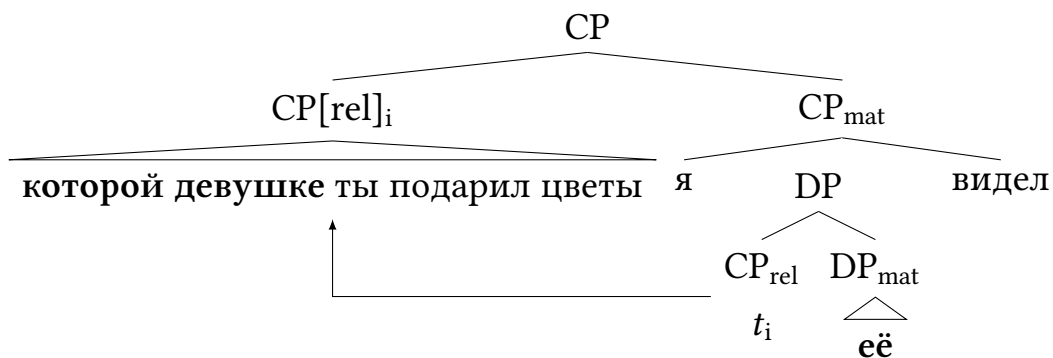 CP
CP[rel]i CPmat
которой девушке ты подарил цветы я DP видел
CPrel DPmat
ti её